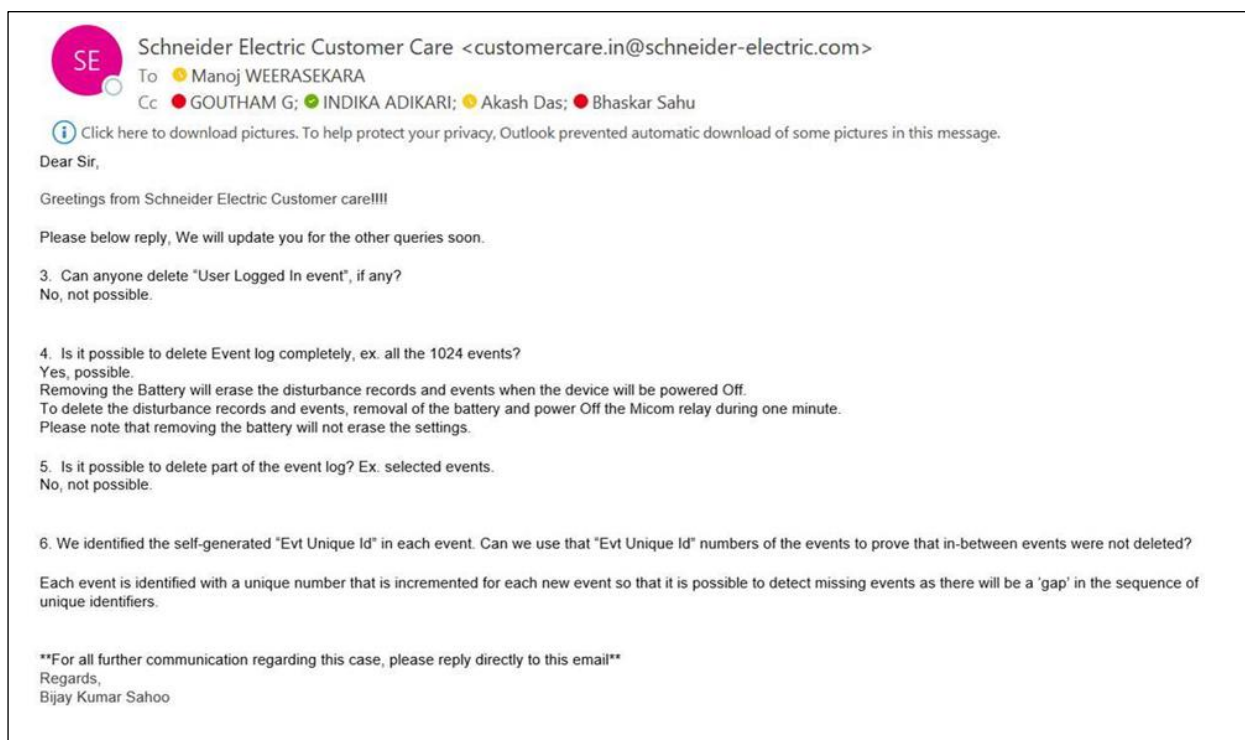 SE
Schneider Electric Customer Care <customercare.in@schneider-electric.com>
To Manoj WEERASEKARA
Cc GOUTHAM G; INDIKA ADIKARI; Akash Das; Bhaskar Sahu
Click here to download pictures. To help protect your privacy, Outlook prevented automatic download of some pictures in this message.
Dear Sir,
Greetings from Schneider Electric Customer care!!!!
Please below reply, We will update you for the other queries soon.
3. Can anyone delete “User Logged In event”, if any?
No, not possible.
4. Is it possible to delete Event log completely, ex. all the 1024 events?
Yes, possible.
Removing the Battery will erase the disturbance records and events when the device will be powered Off.
To delete the disturbance records and events, removal of the battery and power Off the Micom relay during one minute.
Please note that removing the battery will not erase the settings.
5. Is it possible to delete part of the event log? Ex. selected events.
No, not possible.
6. We identified the self-generated “Evt Unique Id” in each event. Can we use that “Evt Unique Id” numbers of the events to prove that in-between events were not deleted?
Each event is identified with a unique number that is incremented for each new event so that it is possible to detect missing events as there will be a ‘gap’ in the sequence of
unique identifiers.
**For all further communication regarding this case, please reply directly to this email**
Regards,
Bijay Kumar Sahoo